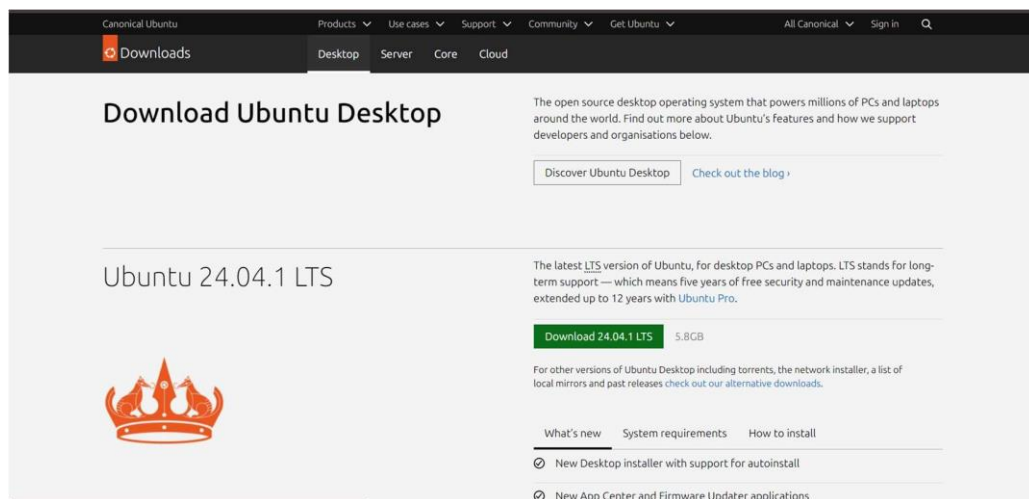 Canonical Ubuntu
Products Use cases Support Community Get Ubuntu
All Canonical Sign in
Downloads
Desktop Server Core Cloud
Download Ubuntu Desktop
The open source desktop operating system that powers millions of PCs and laptops
around the world. Find out more about Ubuntu's features and how we support
developers and organisations below.
Discover Ubuntu Desktop Check out the blog ›
Ubuntu 24.04.1 LTS
The latest LTS version of Ubuntu, for desktop PCs and laptops. LTS stands for long-
term support — which means five years of free security and maintenance updates,
extended up to 12 years with Ubuntu Pro.
Download 24.04.1 LTS 5.8GB
For other versions of Ubuntu Desktop including torrents, the network installer, a list of
local mirrors and past releases check out our alternative downloads.
What's new System requirements How to install
New Desktop installer with support for autoinstall
New App Center and Firmware Updater applications